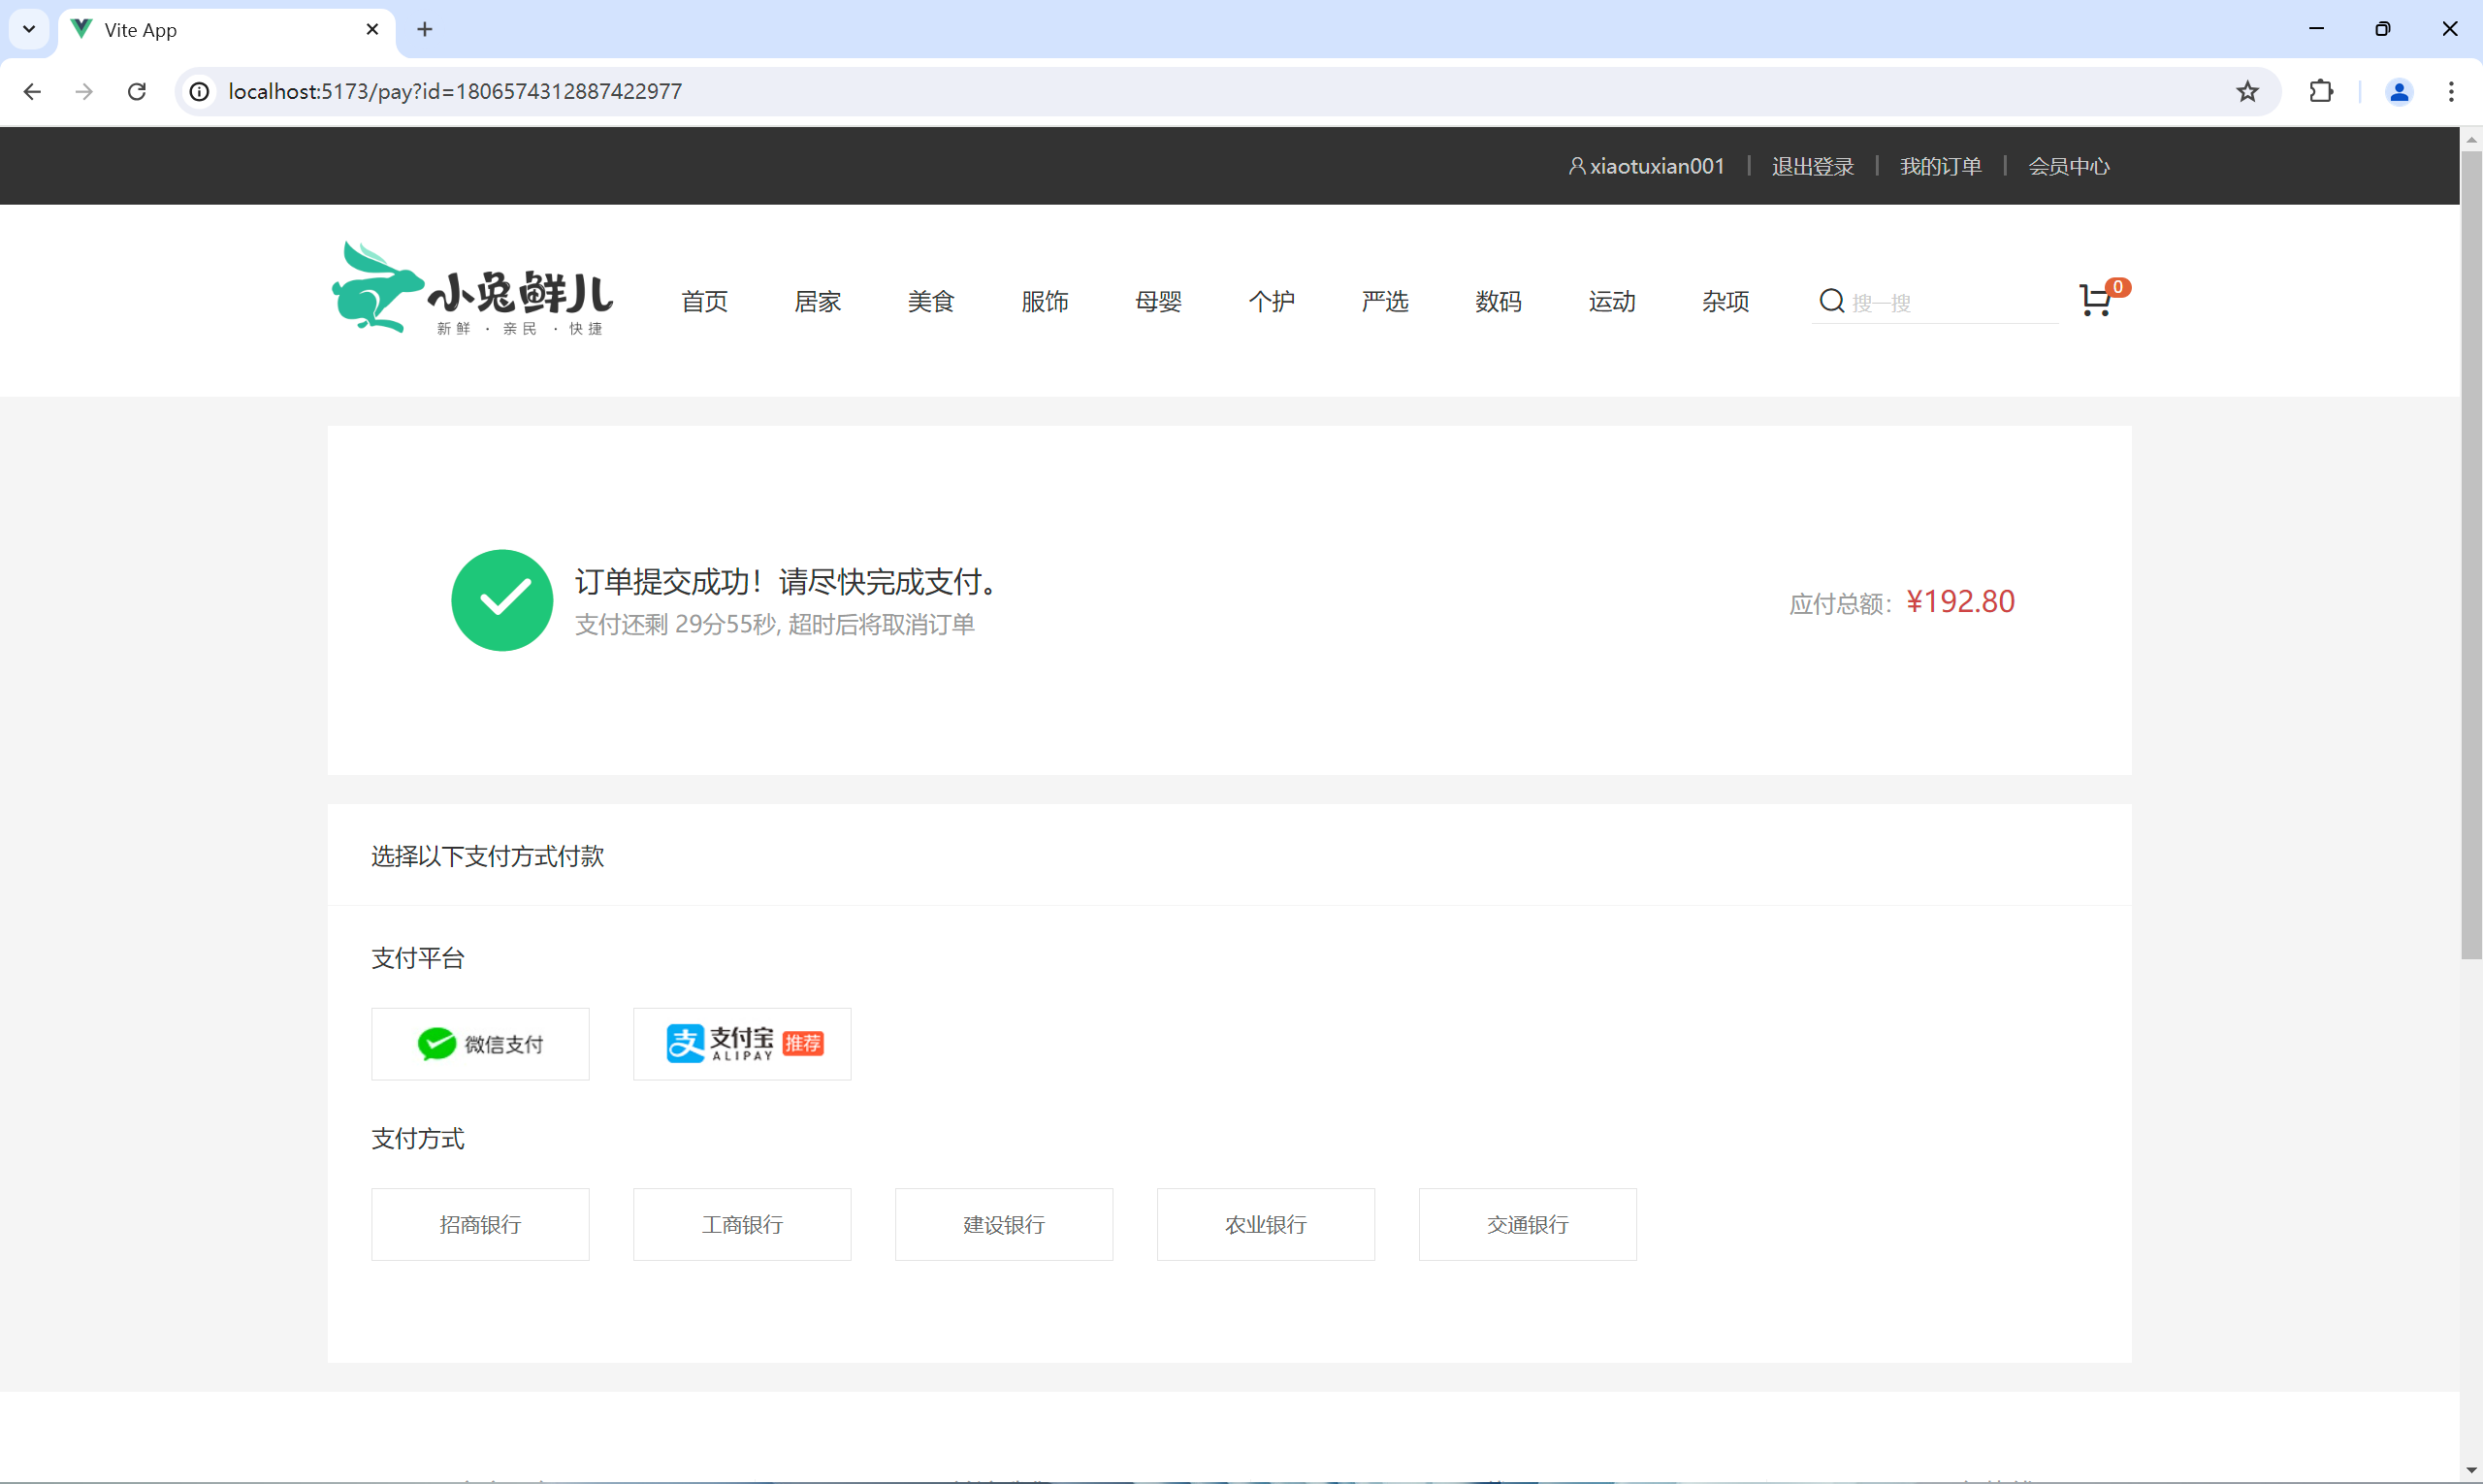 Vite App
localhost:5173/pay?id=1806574312887422977
xiaotuxian001 退出登录 我的订单 会员中心
小兔鲜儿
新鲜 · 亲民 · 快捷
首页 居家 美食 服饰 母婴 个护 严选 数码 运动 杂项 搜一搜 0
订单提交成功！请尽快完成支付。
支付还剩 29分55秒, 超时后将取消订单
应付总额：¥192.80
选择以下支付方式付款
支付平台
微信支付 支 支付宝 ALIPAY 推荐
支付方式
招商银行 工商银行 建设银行 农业银行 交通银行